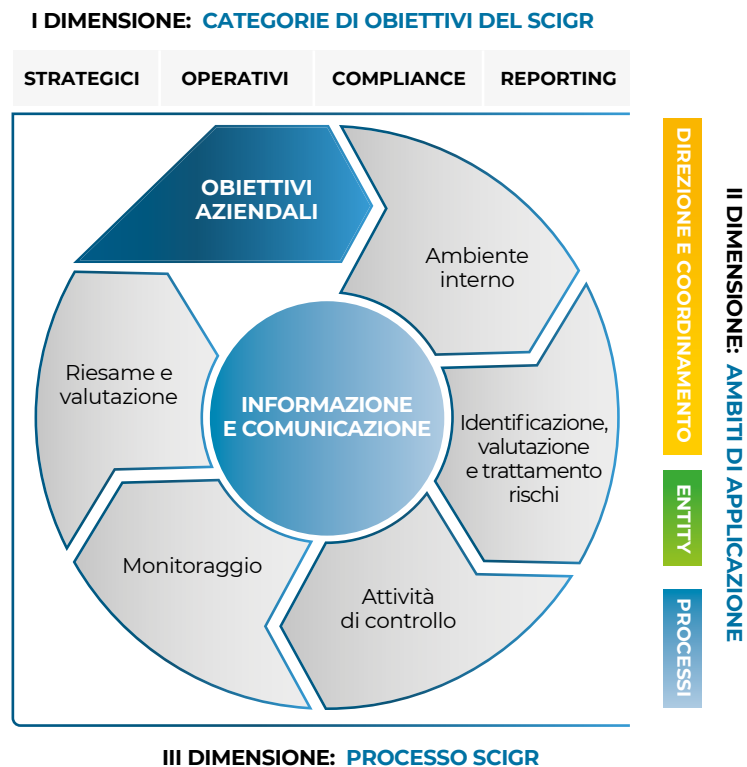 I DIMENSIONE: CATEGORIE DI OBIETTIVI DEL SCIGR
STRATEGICI
OPERATIVI
COMPLIANCE
REPORTING
OBIETTIVI
AZIENDALI
Ambiente
interno
Identificazione,
valutazione
e trattamento
rischi
Attività
di controllo
Monitoraggio
Riesame e
valutazione
INFORMAZIONE
E COMUNICAZIONE
DIREZIONE E COORDINAMENTO
ENTITY
PROCESSI
II DIMENSIONE: AMBITI DI APPLICAZIONE
III DIMENSIONE: PROCESSO SCIGR